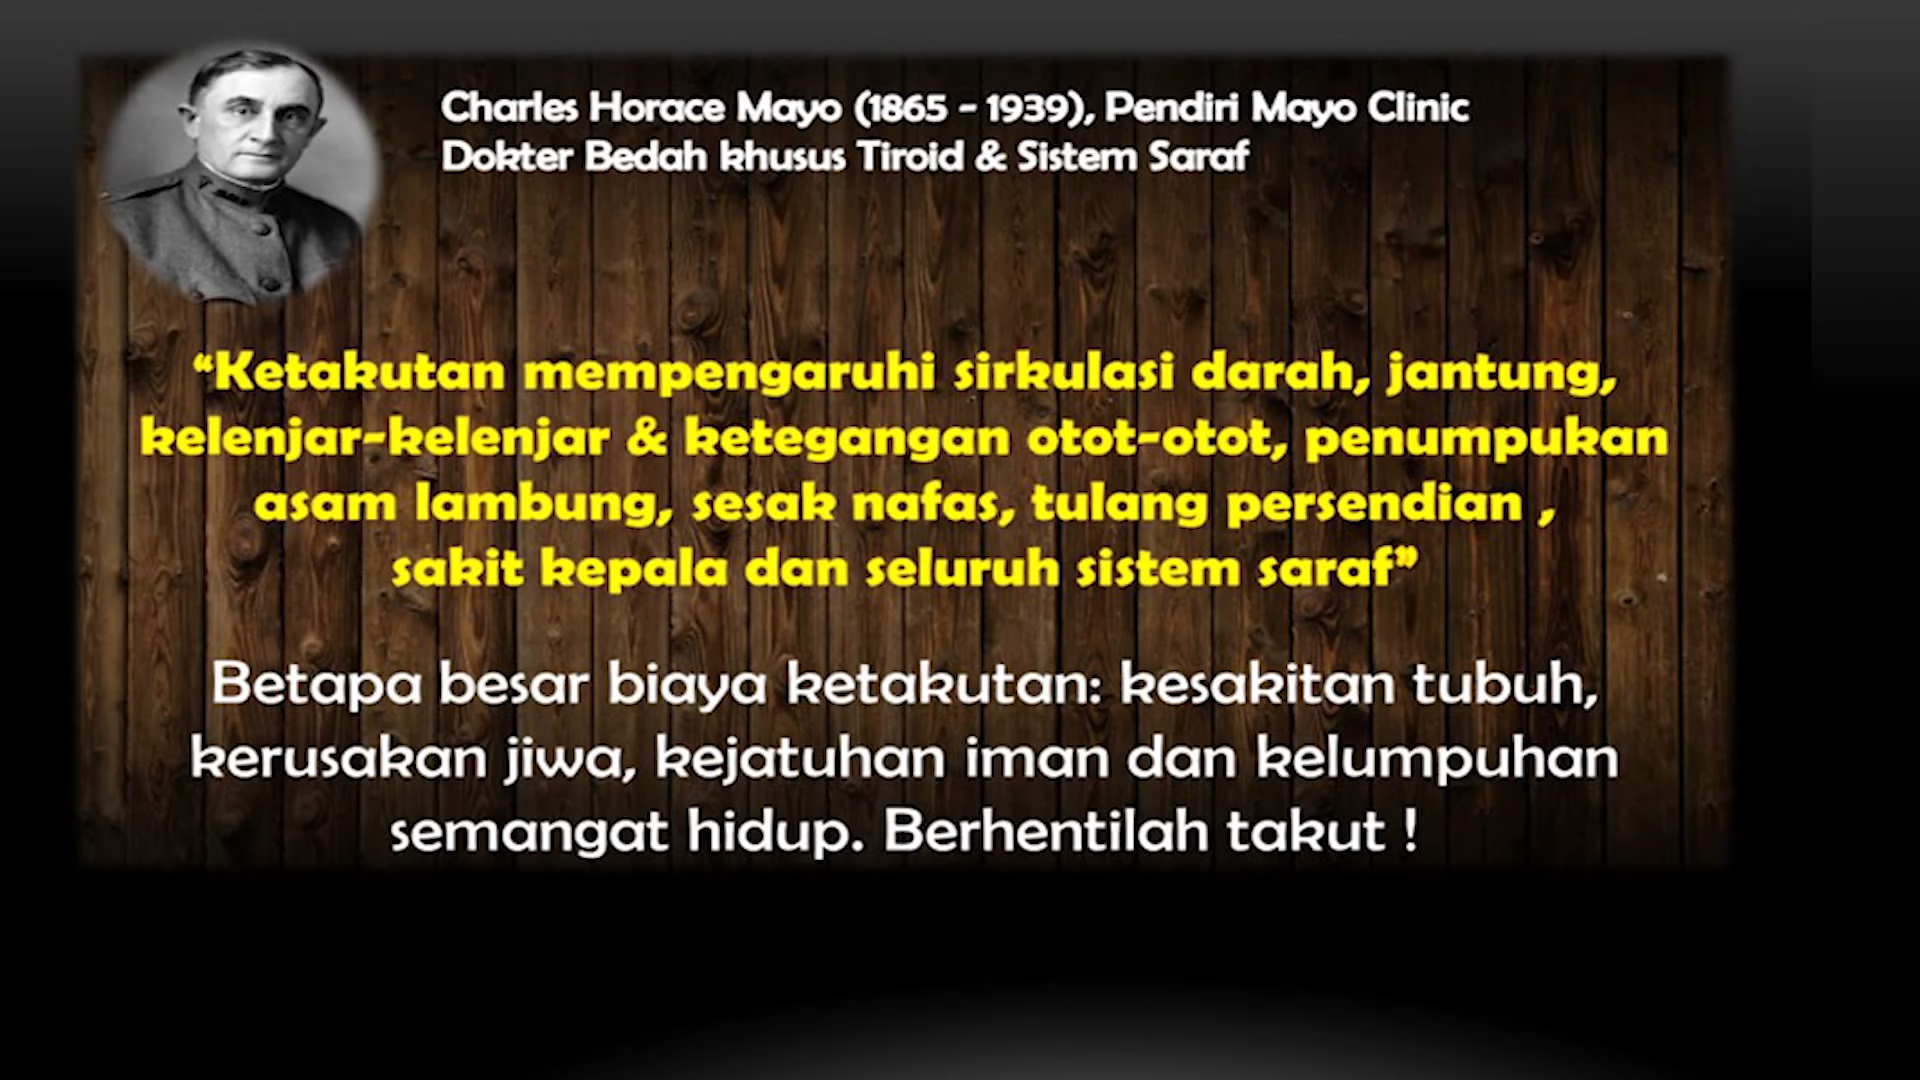 Charles Horace Mayo (1865 - 1939), Pendiri Mayo Clinic
Dokter Bedah khusus Tiroid & Sistem Saraf
“Ketakutan mempengaruhi sirkulasi darah, jantung,
kelenjar-kelenjar & ketegangan otot-otot, penumpukan
asam lambung, sesak nafas, tulang persendian ,
sakit kepala dan seluruh sistem saraf”
Betapa besar biaya ketakutan: kesakitan tubuh,
kerusakan jiwa, kejatuhan iman dan kelumpuhan
semangat hidup. Berhentilah takut !